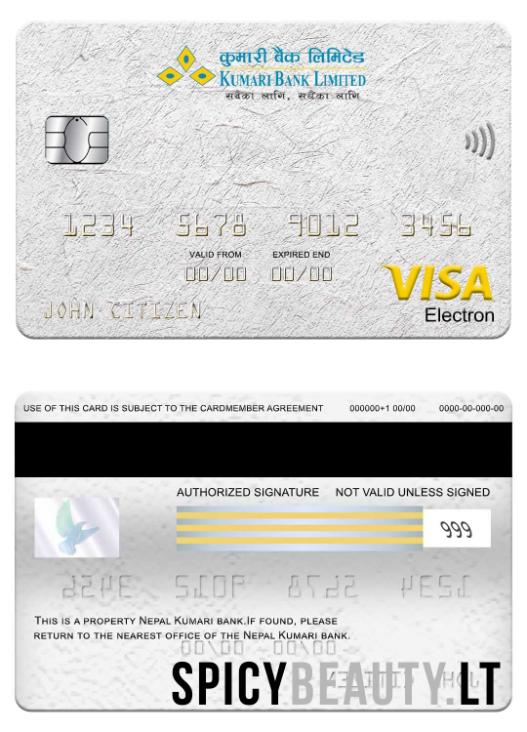 कुमारी बैंक लिमिटेड
KUMARI BANK LIMITED
सबैका लागि, सधैंका लागि
1234 5678 9012 3456
VALID FROM EXPIRED END
00/00 00/00
JOHN CITIZEN
VISA
Electron
USE OF THIS CARD IS SUBJECT TO THE CARDMEMBER AGREEMENT 000000+1 00/00 0000-00-000-00
AUTHORIZED SIGNATURE NOT VALID UNLESS SIGNED
999
THIS IS A PROPERTY NEPAL KUMARI BANK.IF FOUND, PLEASE
RETURN TO THE NEAREST OFFICE OF THE NEPAL KUMARI BANK.
SPICYBEAUTY.LT